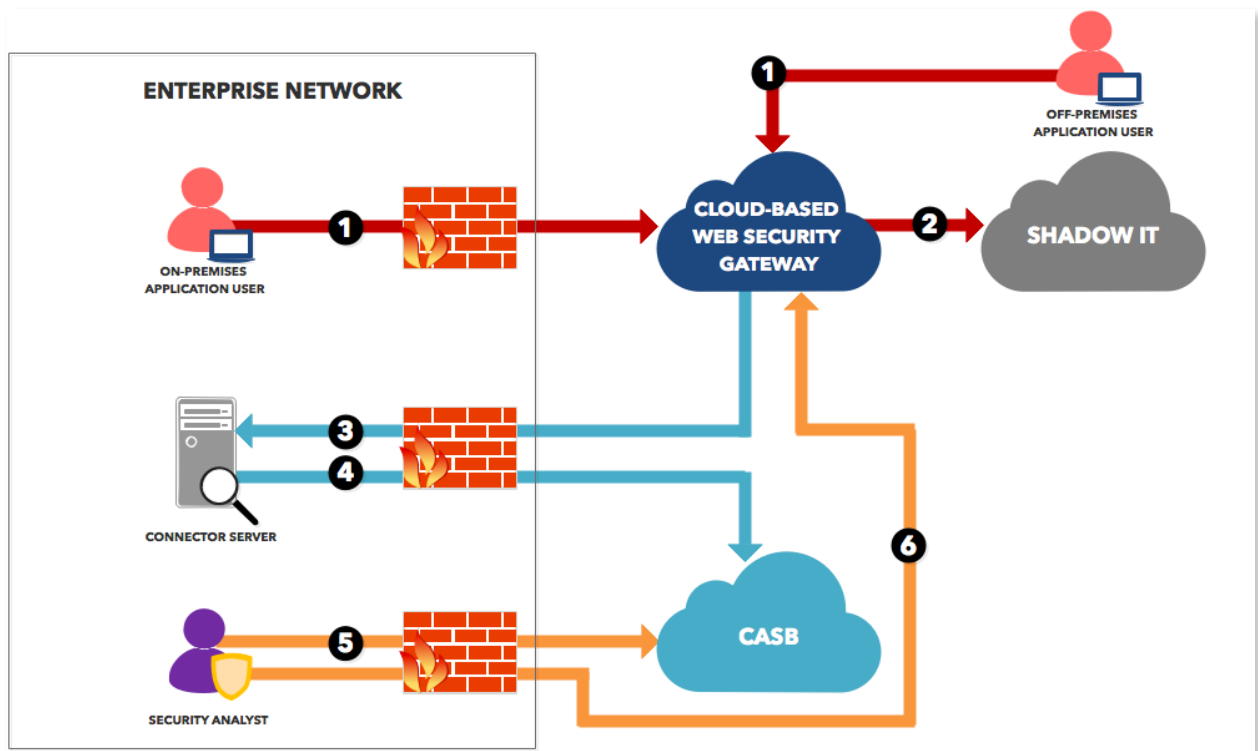 1
OFF-PREMISES
APPLICATION USER
ENTERPRISE NETWORK
1
ON-PREMISES
APPLICATION USER
CLOUD-BASED
WEB SECURITY
GATEWAY
2
SHADOW IT
3
4
CONNECTOR SERVER
5
SECURITY ANALYST
CASB
6